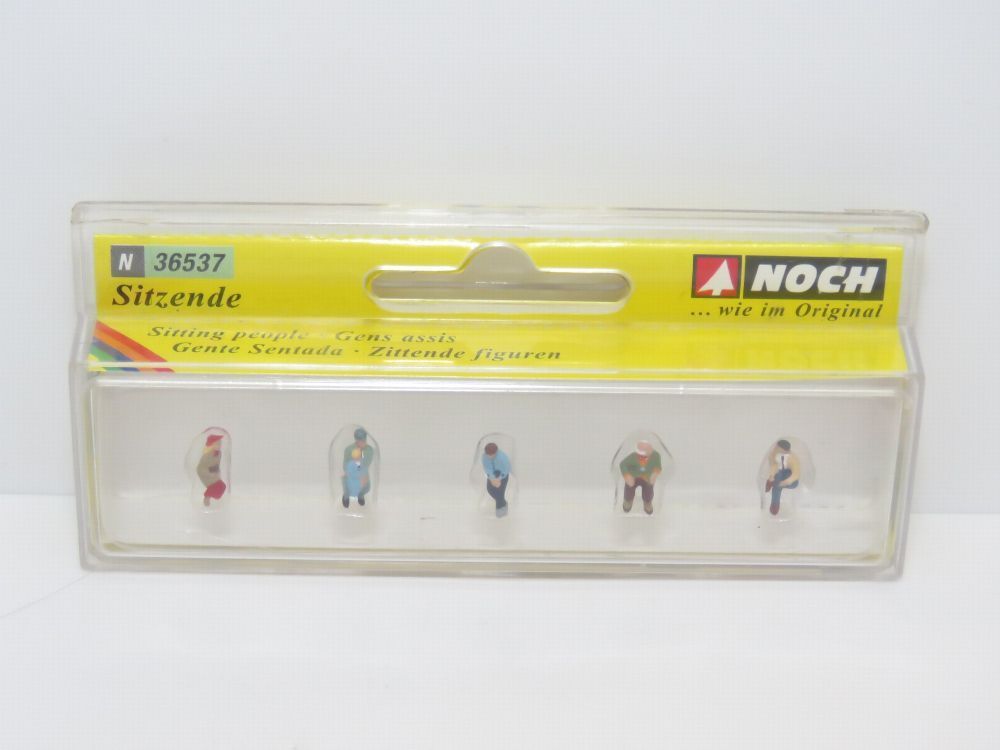 N 36537
NOCH
Sitzende
... wie im Original
Sitting people · Gens assis
Gente Sentada · Zittende figuren